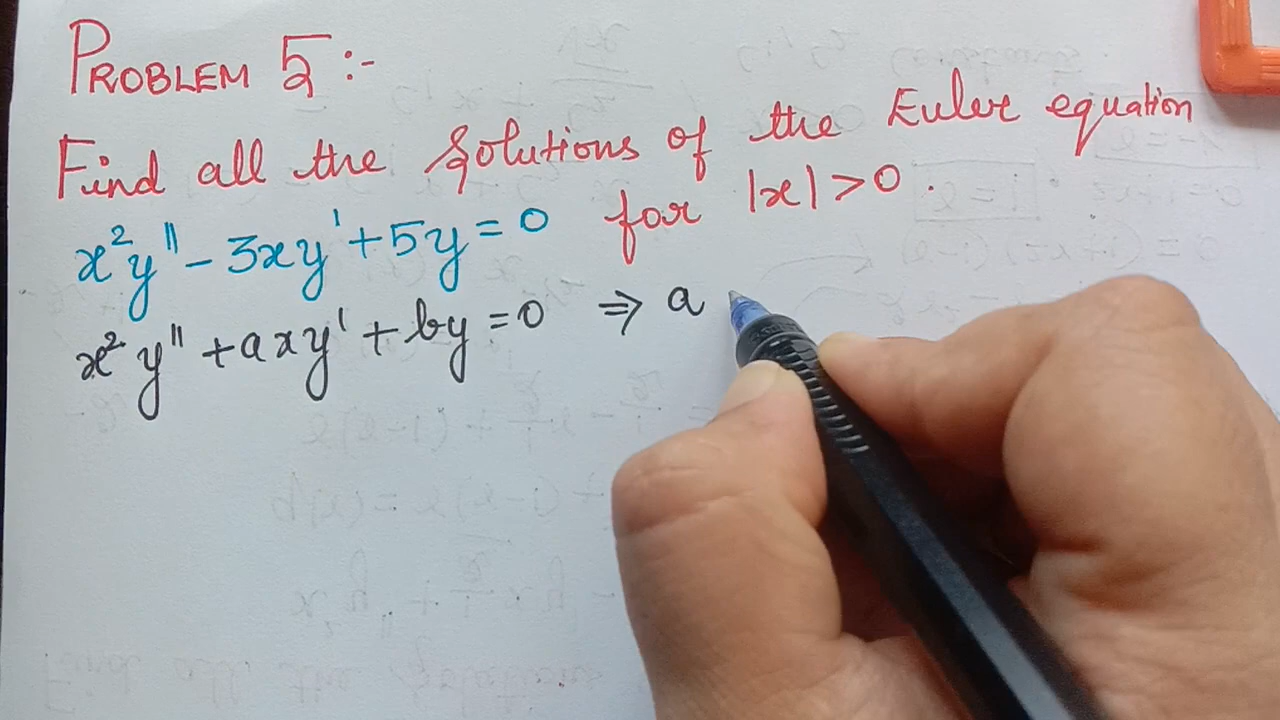 PROBLEM 5:-
Find all the Solutions of the Euler equation
x²y" - 3xy' + 5y = 0 for |x| > 0.
x² y" + axy' + by = 0 ⇒ a